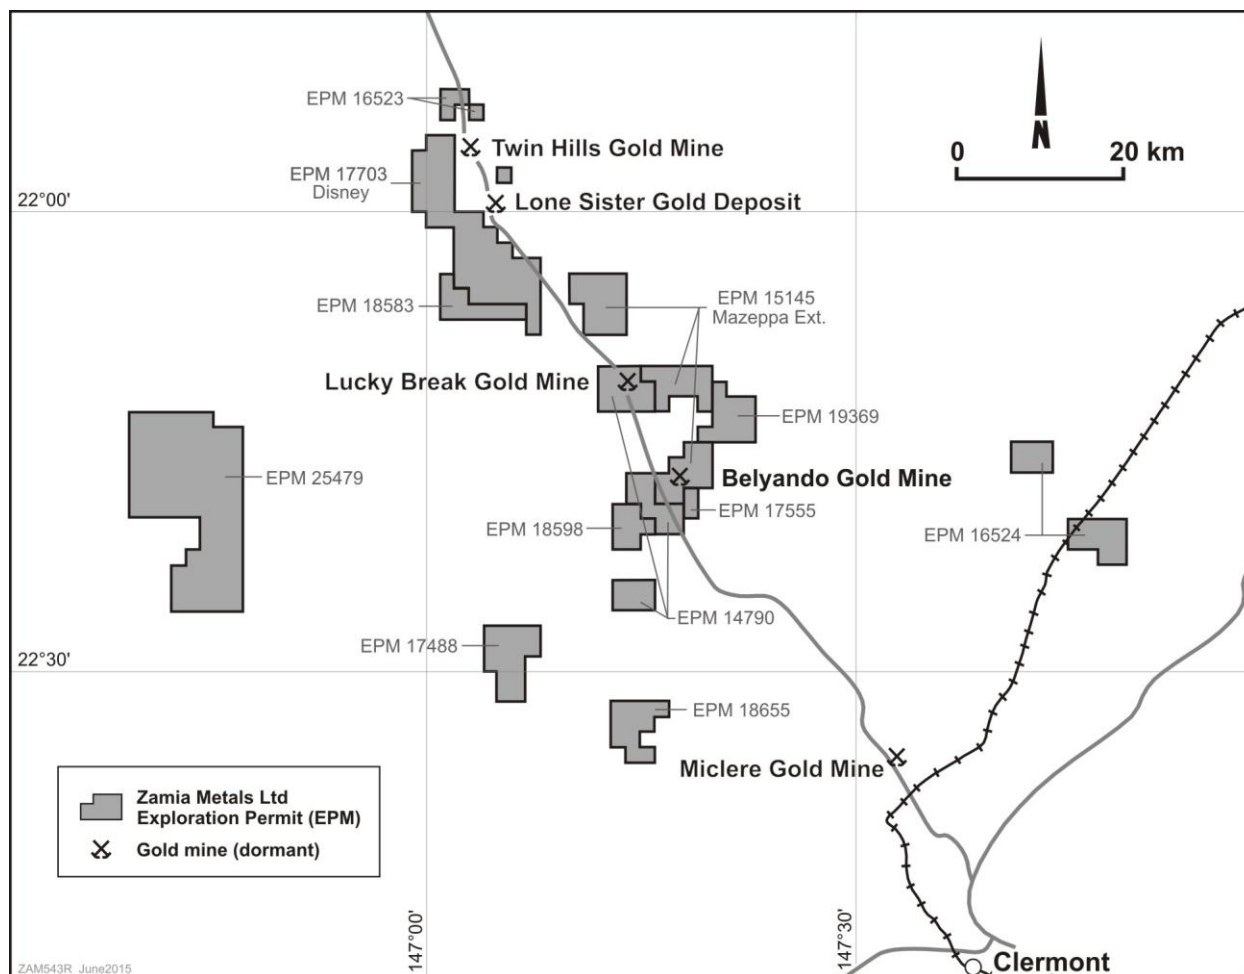 EPM 16523
Twin Hills Gold Mine
N
0 20 km
EPM 17703
Disney
Lone Sister Gold Deposit
22°00'
EPM 18583
EPM 15145
Mazeppa Ext.
Lucky Break Gold Mine
EPM 19369
EPM 25479
Belyando Gold Mine
EPM 17555
EPM 18598
EPM 16524
EPM 14790
EPM 17488
22°30'
EPM 18655
Miclere Gold Mine
Zamia Metals Ltd
Exploration Permit (EPM)
Gold mine (dormant)
147°00'
147°30'
Clermont
ZAM543R June2015